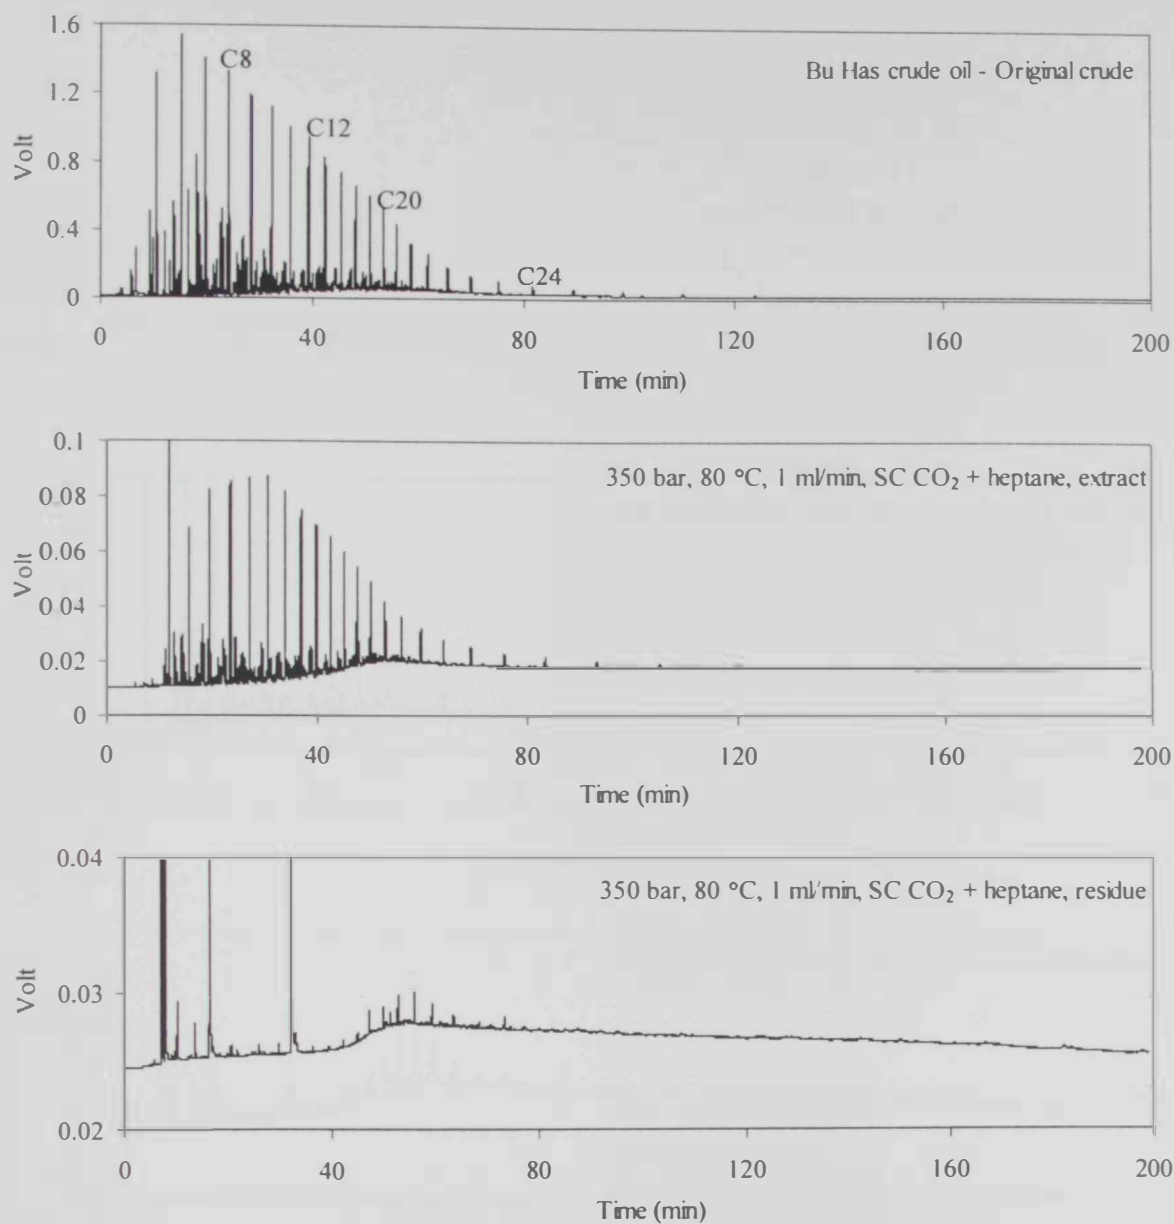 1.6
1.2
0.8
0.4
0
Volt
C8
C12
C20
C24
Bu Has crude oil - Original crude
0 40 80 120 160 200
Time (min)
0.1
0.08
0.06
0.04
0.02
0
Volt
350 bar, 80 °C, 1 ml/min, SC CO₂ + heptane, extract
0 40 80 120 160 200
Time (min)
0.04
0.03
0.02
Volt
350 bar, 80 °C, 1 ml/min, SC CO₂ + heptane, residue
0 40 80 120 160 200
Time (min)